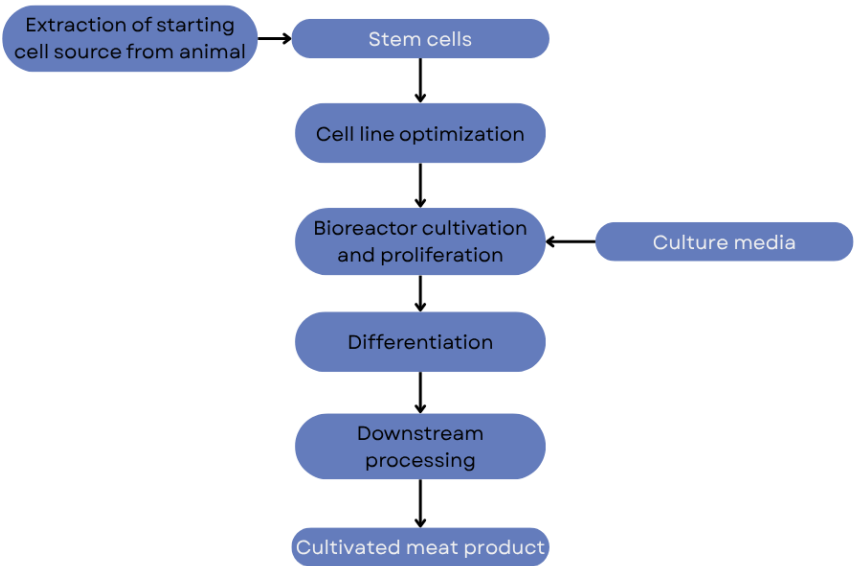 Extraction of starting
cell source from animal
Stem cells
Cell line optimization
Bioreactor cultivation
and proliferation
Culture media
Differentiation
Downstream
processing
Cultivated meat product